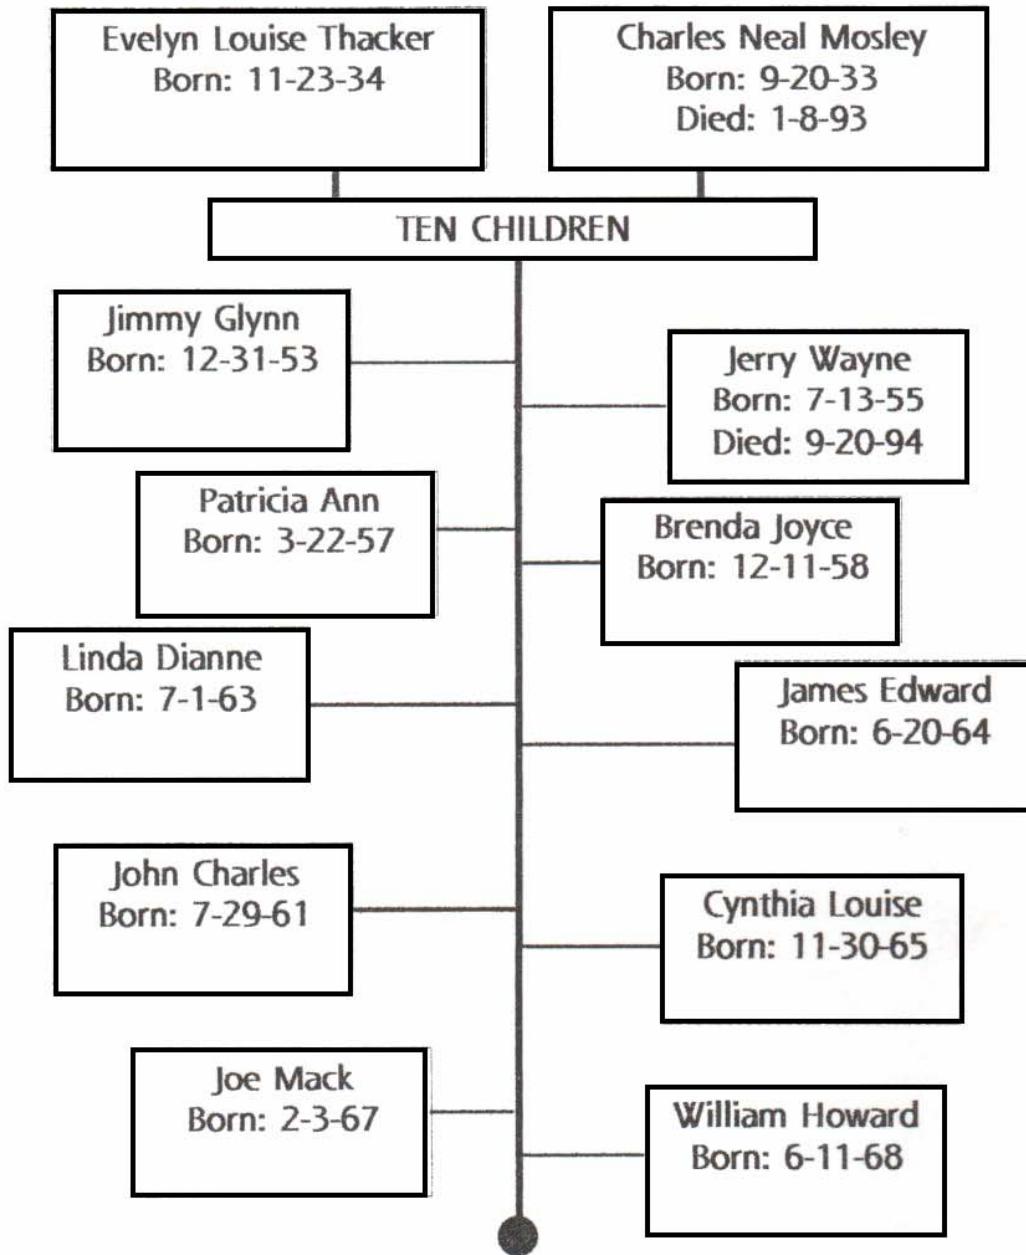 Evelyn Louise Thacker
Born: 11-23-34
Charles Neal Mosley
Born: 9-20-33
Died: 1-8-93
TEN CHILDREN
Jimmy Glynn
Born: 12-31-53
Jerry Wayne
Born: 7-13-55
Died: 9-20-94
Patricia Ann
Born: 3-22-57
Brenda Joyce
Born: 12-11-58
Linda Dianne
Born: 7-1-63
James Edward
Born: 6-20-64
John Charles
Born: 7-29-61
Cynthia Louise
Born: 11-30-65
Joe Mack
Born: 2-3-67
William Howard
Born: 6-11-68